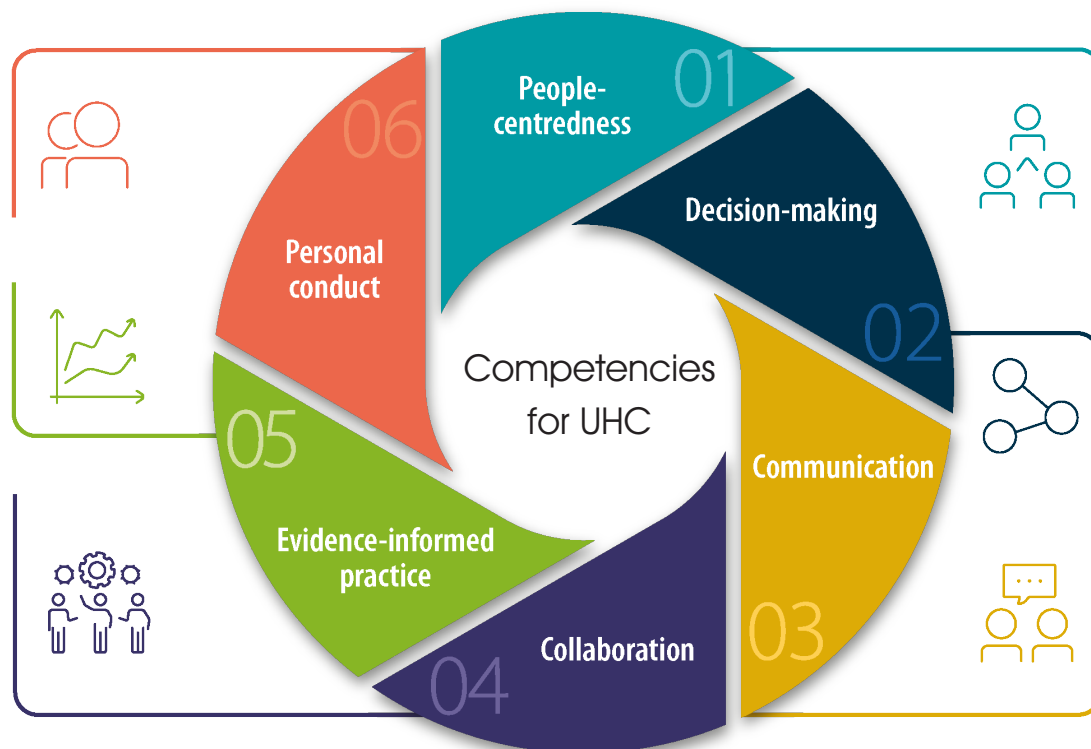 01
People-
centredness
Decision-making
02
Communication
03
Collaboration
04
Evidence-informed
practice
05
Personal
conduct
06
Competencies
for UHC